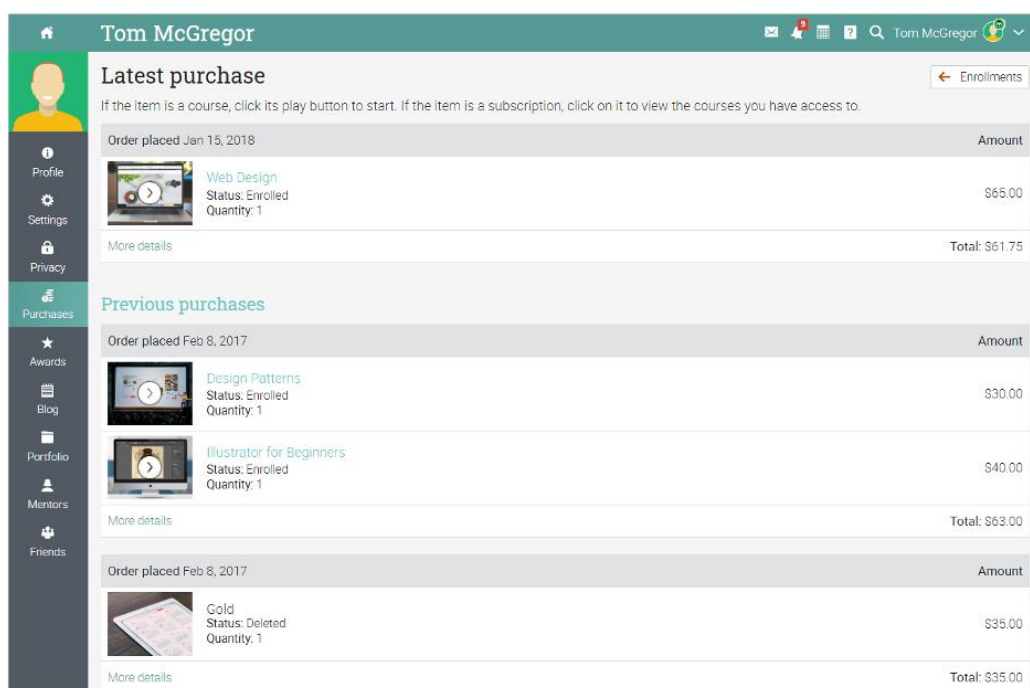 Tom McGregor
9
?
Tom McGregor
Profile
Settings
Privacy
Purchases
Awards
Blog
Portfolio
Mentors
Friends
Latest purchase
Enrollments
If the item is a course, click its play button to start. If the item is a subscription, click on it to view the courses you have access to.
Order placed Jan 15, 2018 Amount
Web Design
Status: Enrolled
Quantity: 1
$65.00
More details Total: $61.75
Previous purchases
Order placed Feb 8, 2017 Amount
Design Patterns
Status: Enrolled
Quantity: 1
$30.00
Illustrator for Beginners
Status: Enrolled
Quantity: 1
$40.00
More details Total: $63.00
Order placed Feb 8, 2017 Amount
Gold
Status: Deleted
Quantity: 1
$35.00
More details Total: $35.00